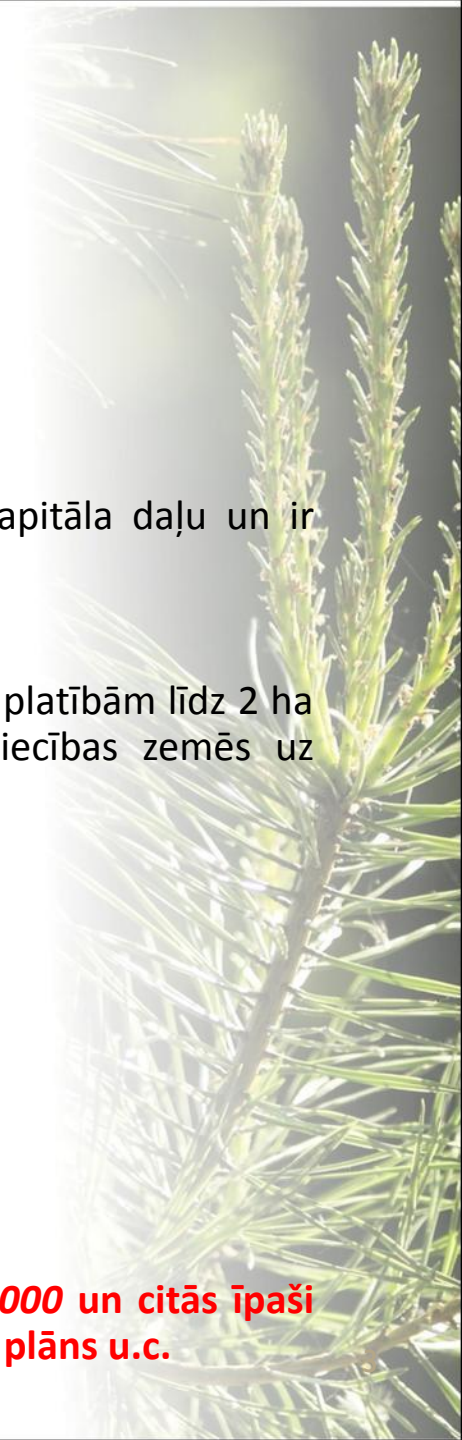 apitāla daļu un ir
platībām līdz 2 ha
iecības zemēs uz
000 un citās īpaši
plāns u.c.